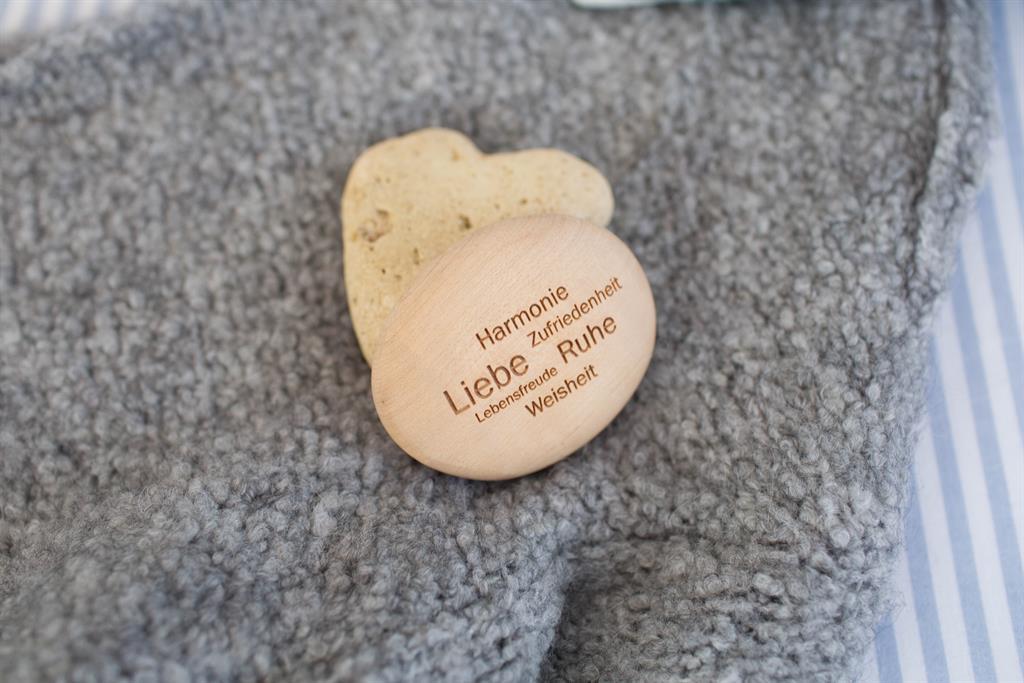 Harmonie
Zufriedenheit
Liebe Ruhe
Lebensfreude
Weisheit